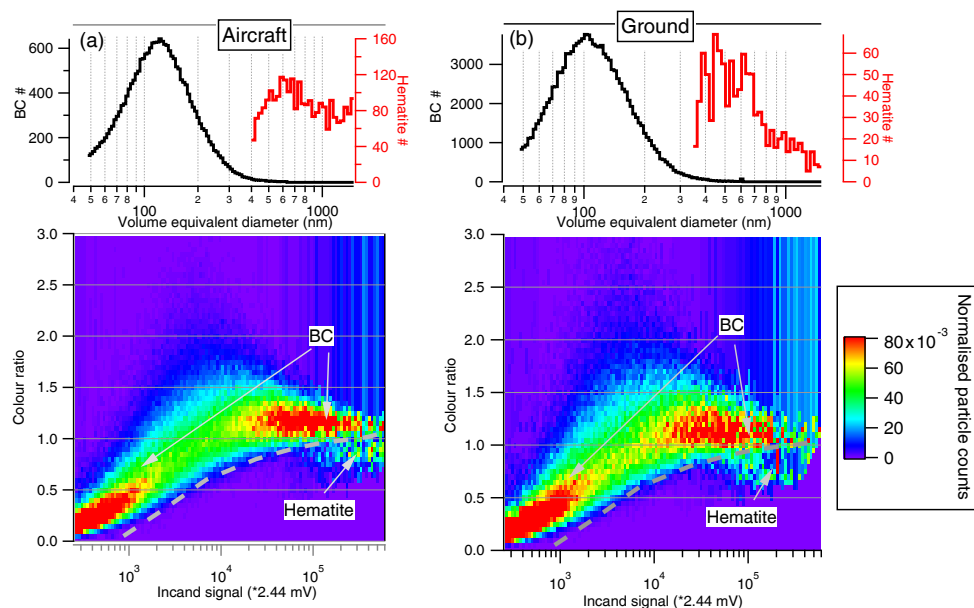 (a) Aircraft
BC #
600
400
200
0
160
120
80
40
0
Hematite #
4 5 6 7 8 9 100 2 3 4 5 6 7 8 1000
Volume equivalent diameter (nm)
(b) Ground
BC #
3000
2000
1000
0
60
50
40
30
20
10
0
Hematite #
4 5 6 7 8 9 100 2 3 4 5 6 7 8 1000
Volume equivalent diameter (nm)
Colour ratio
3.0
2.5
2.0
1.5
1.0
0.5
0.0
BC
Hematite
10³ 10⁴ 10⁵
Incand signal (*2.44 mV)
Colour ratio
3.0
2.5
2.0
1.5
1.0
0.5
0.0
BC
Hematite
10³ 10⁴ 10⁵
Incand signal (*2.44 mV)
80 x 10⁻³
60
40
20
0
Normalised particle counts